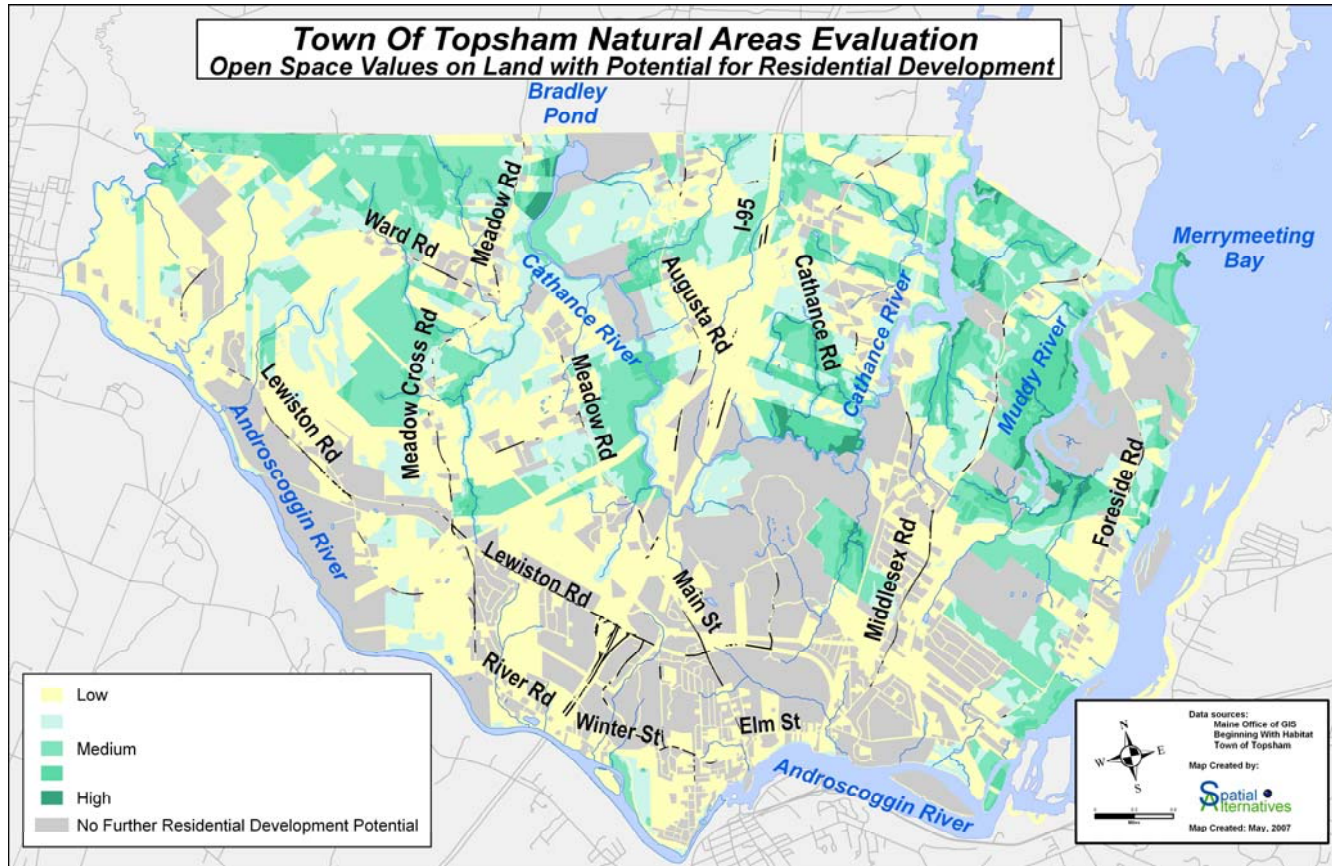 Town Of Topsham Natural Areas Evaluation
Open Space Values on Land with Potential for Residential Development
Bradley
Pond
Merrymeeting
Bay
Ward Rd
Meadow Rd
I-95
Cathance River
Augusta Rd
Cathance Rd
Cathance River
Muddy River
Meadow Cross Rd
Meadow Rd
Lewiston Rd
Androscoggin River
Foreside Rd
Middlesex Rd
Lewiston Rd
Main St
River Rd
Winter St
Elm St
Androscoggin River
Low
Medium
High
No Further Residential Development Potential
N
W
E
S
Data sources:
Maine Office of GIS
Beginning With Habitat
Town of Topsham
Map Created by:
Spatial
Alternatives
Map Created: May, 2007